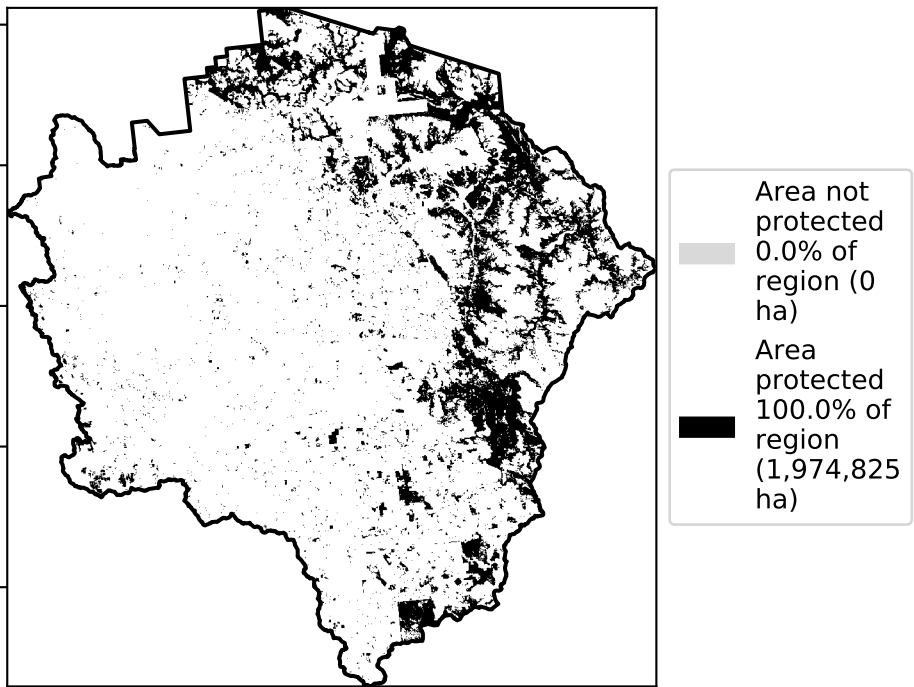 Area not
protected
0.0% of
region (0
ha)
Area
protected
100.0% of
region
(1,974,825
ha)